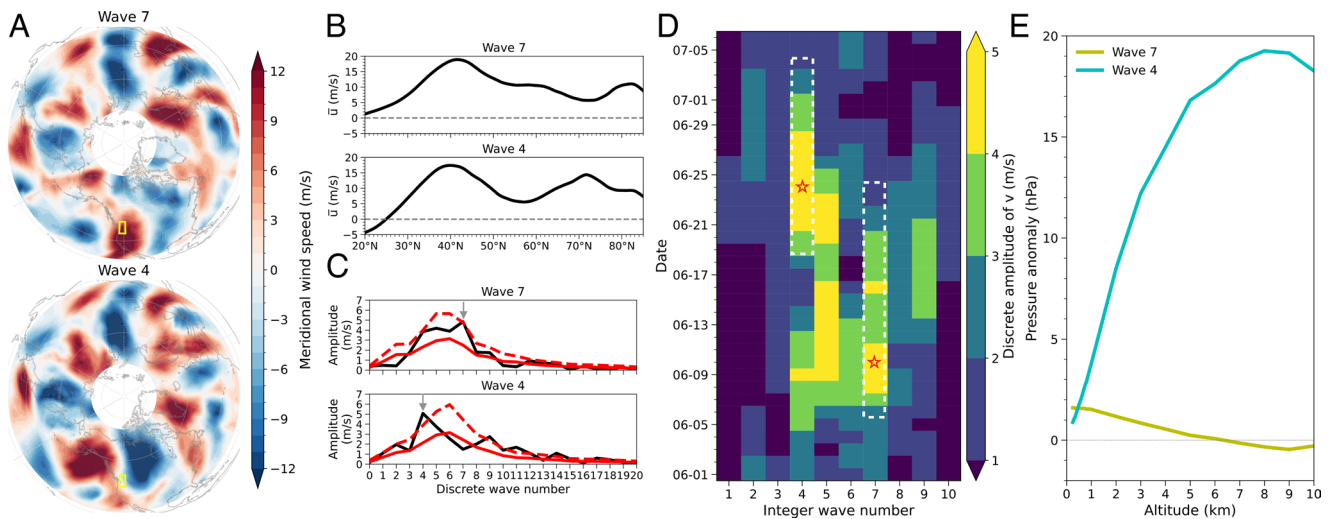 A
Wave 7
Wave 4
12
9
6
3
0
−3
−6
−9
−12
Meridional wind speed (m/s)
B
Wave 7
ū (m/s)
20
15
10
5
0
−5
Wave 4
ū (m/s)
20
15
10
5
0
−5
20°N 30°N 40°N 50°N 60°N 70°N 80°N
C
Wave 7
Amplitude
(m/s)
7
6
5
4
3
2
1
0
Wave 4
Amplitude
(m/s)
7
6
5
4
3
2
1
0
0 1 2 3 4 5 6 7 8 9 10 11 12 13 14 15 16 17 18 19 20
Discrete wave number
D
Date
07-05
07-01
06-29
06-25
06-21
06-17
06-13
06-09
06-05
06-01
1 2 3 4 5 6 7 8 9 10
Integer wave number
5
4
3
2
1
Discrete amplitude of v (m/s)
E
Wave 7
Wave 4
Pressure anomaly (hPa)
20
15
10
5
0
0 1 2 3 4 5 6 7 8 9 10
Altitude (km)